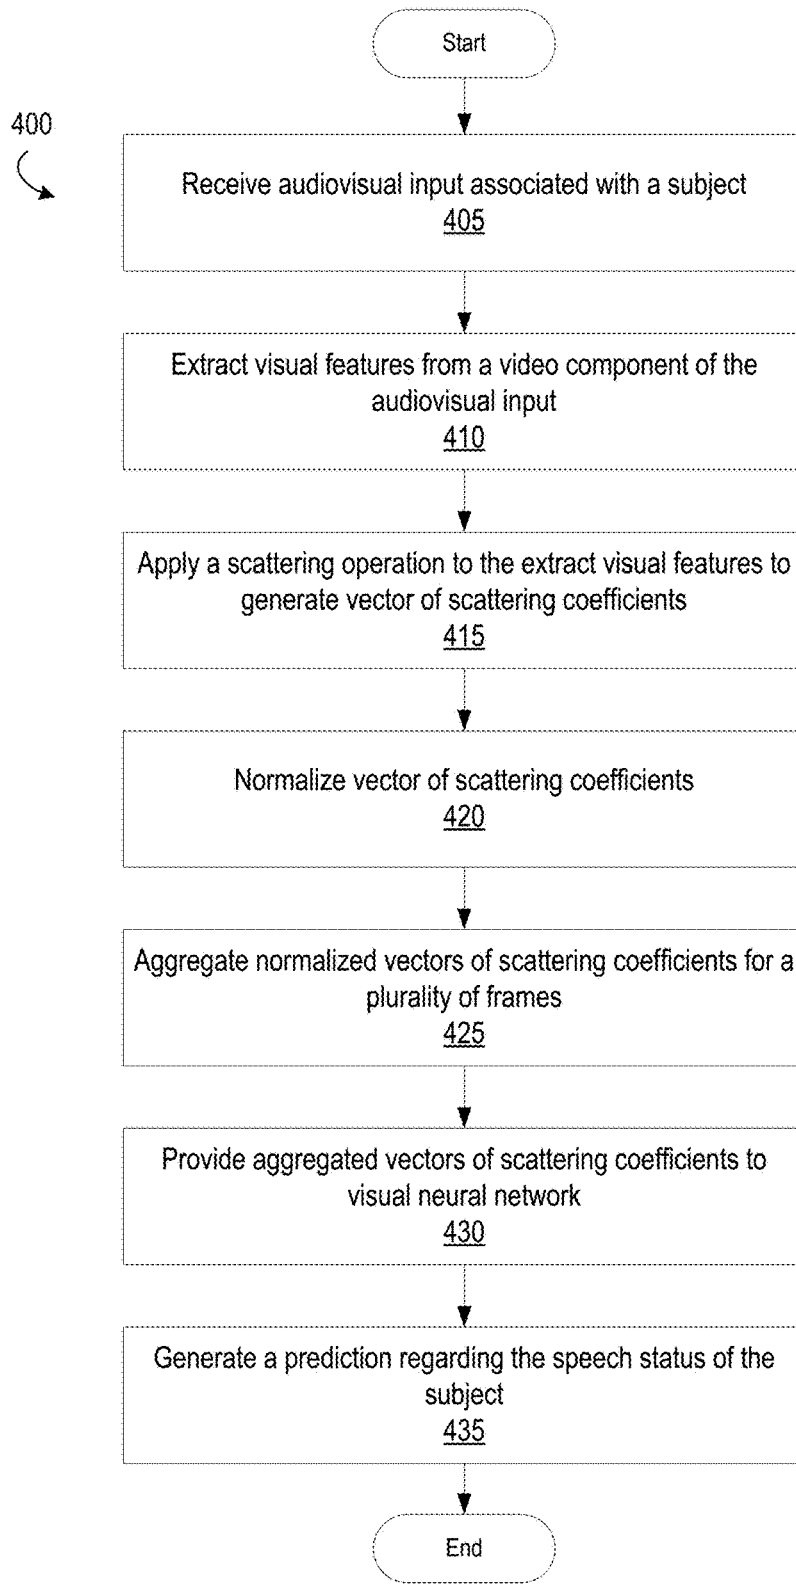 Start
400
Receive audiovisual input associated with a subject
405
Extract visual features from a video component of the
audiovisual input
410
Apply a scattering operation to the extract visual features to
generate vector of scattering coefficients
415
Normalize vector of scattering coefficients
420
Aggregate normalized vectors of scattering coefficients for a
plurality of frames
425
Provide aggregated vectors of scattering coefficients to
visual neural network
430
Generate a prediction regarding the speech status of the
subject
435
End